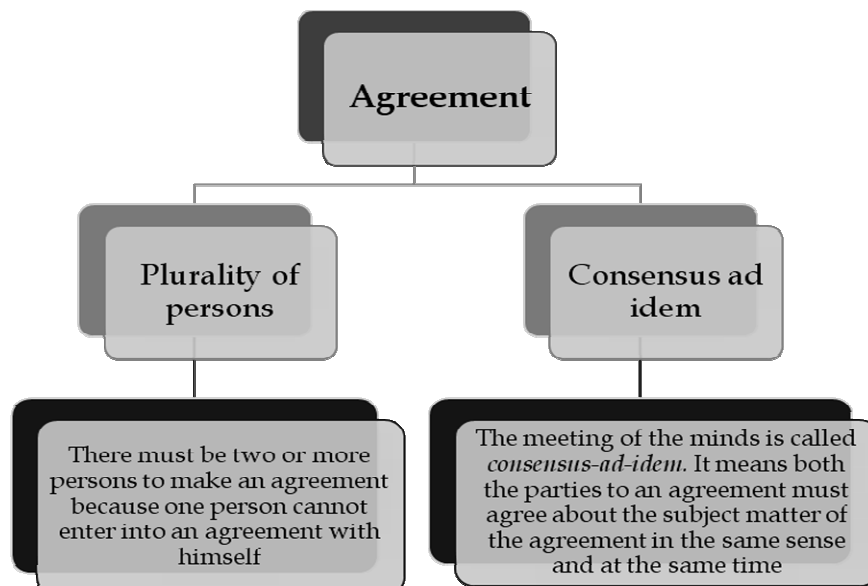 Agreement
Plurality of
persons
Consensus ad
idem
There must be two or more
persons to make an agreement
because one person cannot
enter into an agreement with
himself
The meeting of the minds is called
consensus-ad-idem. It means both
the parties to an agreement must
agree about the subject matter of
the agreement in the same sense
and at the same time